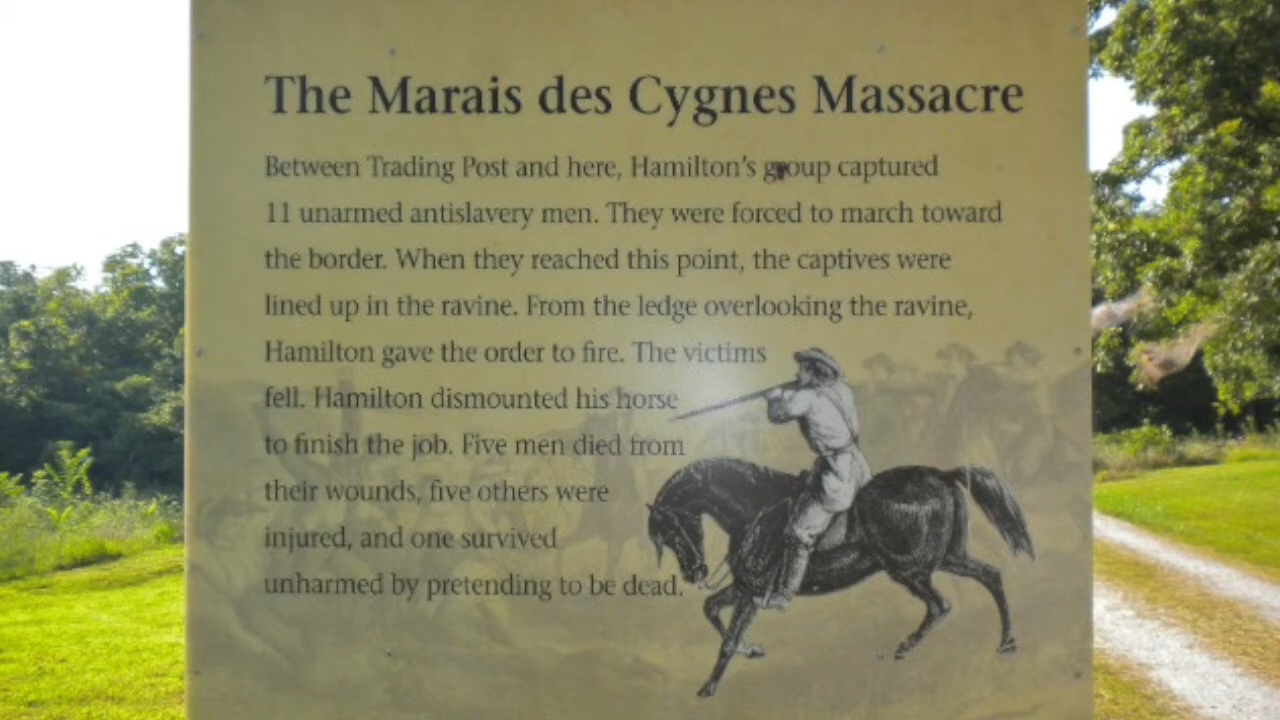 The Marais des Cygnes Massacre
Between Trading Post and here, Hamilton's group captured
11 unarmed antislavery men. They were forced to march toward
the border. When they reached this point, the captives were
lined up in the ravine. From the ledge overlooking the ravine,
Hamilton gave the order to fire. The victims
fell. Hamilton dismounted his horse
to finish the job. Five men died from
their wounds, five others were
injured, and one survived
unharmed by pretending to be dead.